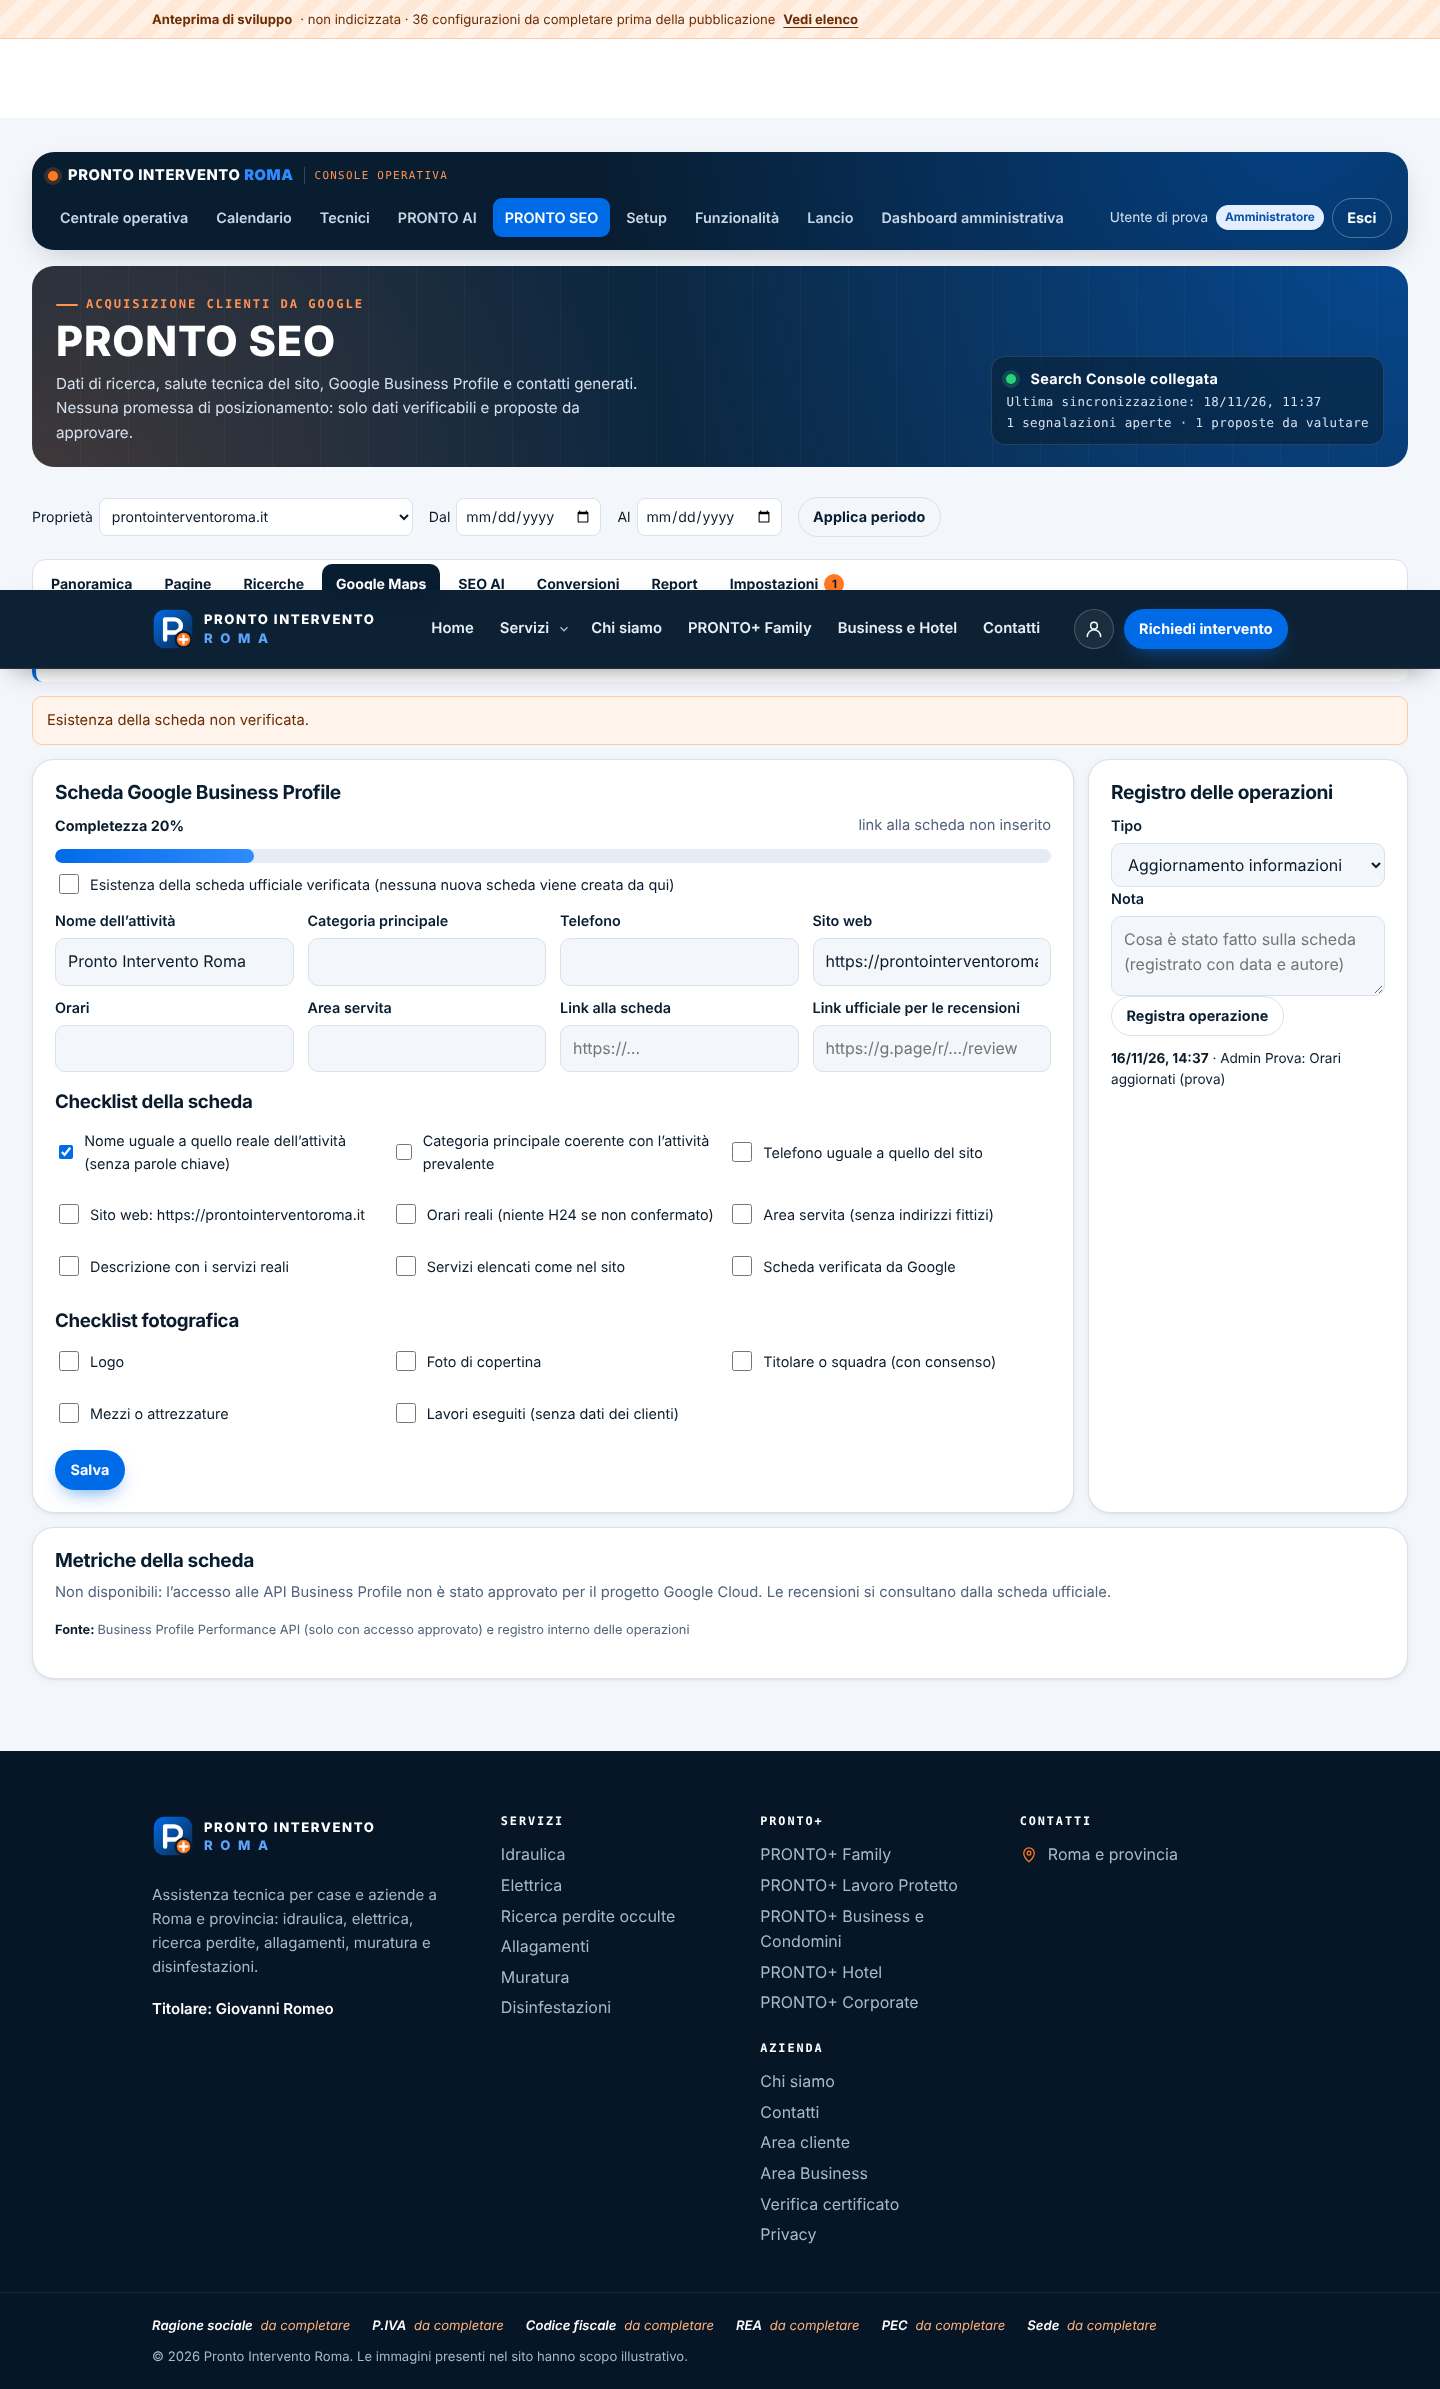 Anteprima di sviluppo · non indicizzata · 36 configurazioni da completare prima della pubblicazione Vedi elenco
PRONTO INTERVENTO ROMA CONSOLE OPERATIVA
Centrale operativa Calendario Tecnici PRONTO AI PRONTO SEO Setup Funzionalità Lancio Dashboard amministrativa Utente di prova Amministratore Esci
ACQUISIZIONE CLIENTI DA GOOGLE
PRONTO SEO
Dati di ricerca, salute tecnica del sito, Google Business Profile e contatti generati.
Nessuna promessa di posizionamento: solo dati verificabili e proposte da
approvare.
Search Console collegata
Ultima sincronizzazione: 18/11/26, 11:37
1 segnalazioni aperte · 1 proposte da valutare
Proprietà prontointerventoroma.it Dal mm/dd/yyyy Al mm/dd/yyyy Applica periodo
Panoramica Pagine Ricerche Google Maps SEO AI Conversioni Report Impostazioni 1
PRONTO INTERVENTO
ROMA
Home Servizi Chi siamo PRONTO+ Family Business e Hotel Contatti Richiedi intervento
Esistenza della scheda non verificata.
Scheda Google Business Profile
Completezza 20% link alla scheda non inserito
Esistenza della scheda ufficiale verificata (nessuna nuova scheda viene creata da qui)
Nome dell'attività Categoria principale Telefono Sito web
Pronto Intervento Roma https://prontointerventoroma
Orari Area servita Link alla scheda Link ufficiale per le recensioni
https://... https://g.page/r/.../review
Checklist della scheda
Nome uguale a quello reale dell'attività
(senza parole chiave)
Categoria principale coerente con l'attività
prevalente
Telefono uguale a quello del sito
Sito web: https://prontointerventoroma.it Orari reali (niente H24 se non confermato) Area servita (senza indirizzi fittizi)
Descrizione con i servizi reali Servizi elencati come nel sito Scheda verificata da Google
Checklist fotografica
Logo Foto di copertina Titolare o squadra (con consenso)
Mezzi o attrezzature Lavori eseguiti (senza dati dei clienti)
Salva
Registro delle operazioni
Tipo
Aggiornamento informazioni
Nota
Cosa è stato fatto sulla scheda
(registrato con data e autore)
Registra operazione
16/11/26, 14:37 · Admin Prova: Orari
aggiornati (prova)
Metriche della scheda
Non disponibili: l'accesso alle API Business Profile non è stato approvato per il progetto Google Cloud. Le recensioni si consultano dalla scheda ufficiale.
Fonte: Business Profile Performance API (solo con accesso approvato) e registro interno delle operazioni
PRONTO INTERVENTO
ROMA
Assistenza tecnica per case e aziende a
Roma e provincia: idraulica, elettrica,
ricerca perdite, allagamenti, muratura e
disinfestazioni.
Titolare: Giovanni Romeo
SERVIZI
Idraulica
Elettrica
Ricerca perdite occulte
Allagamenti
Muratura
Disinfestazioni
PRONTO+
PRONTO+ Family
PRONTO+ Lavoro Protetto
PRONTO+ Business e
Condomini
PRONTO+ Hotel
PRONTO+ Corporate
AZIENDA
Chi siamo
Contatti
Area cliente
Area Business
Verifica certificato
Privacy
CONTATTI
Roma e provincia
Ragione sociale da completare P.IVA da completare Codice fiscale da completare REA da completare PEC da completare Sede da completare
© 2026 Pronto Intervento Roma. Le immagini presenti nel sito hanno scopo illustrativo.